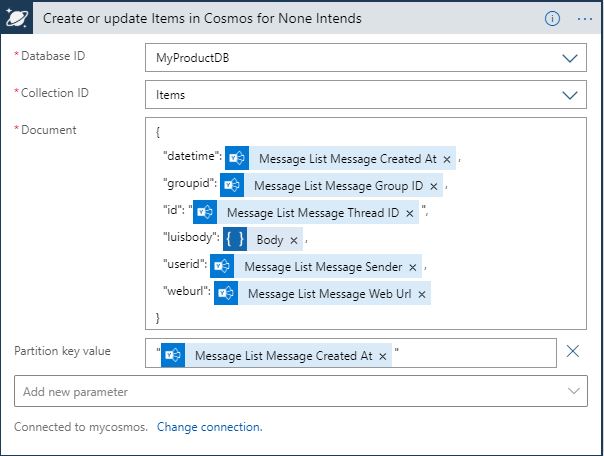 Create or update Items in Cosmos for None Intends
* Database ID MyProductDB
* Collection ID Items
* Document {
"datetime": Message List Message Created At × ,
"groupid": Message List Message Group ID × ,
"id": " Message List Message Thread ID × ",
"luisbody": { } Body × ,
"userid": Message List Message Sender × ,
"weburl": Message List Message Web Url ×
}
Partition key value " Message List Message Created At × "
Add new parameter
Connected to mycosmos. Change connection.